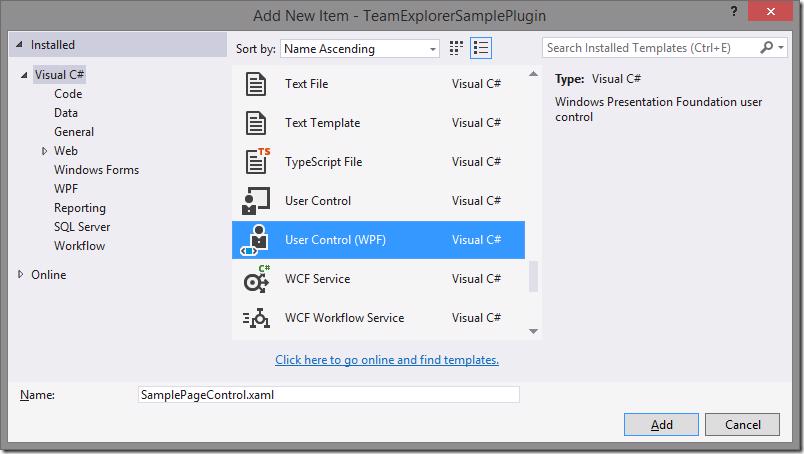 Add New Item - TeamExplorerSamplePlugin
?
Installed
Sort by: Name Ascending
Search Installed Templates (Ctrl+E)
Visual C#
Code
Data
General
Web
Windows Forms
WPF
Reporting
SQL Server
Workflow
Online
Text File Visual C#
Text Template Visual C#
TS
TypeScript File Visual C#
User Control Visual C#
User Control (WPF) Visual C#
C#
WCF Service Visual C#
WCF Workflow Service Visual C#
Click here to go online and find templates.
Type: Visual C#
Windows Presentation Foundation user
control
Name: SamplePageControl.xaml
Add Cancel